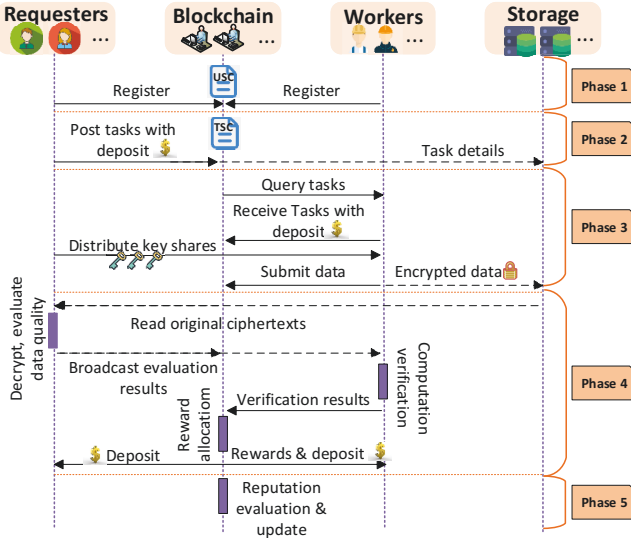 Requesters
Blockchain
Workers
Storage
...
...
...
...
USC
Register
Register
Phase 1
TSC
Post tasks with
deposit
Task details
Phase 2
Query tasks
Receive Tasks with
deposit
Distribute key shares
Submit data
Encrypted data
Phase 3
Read original ciphertexts
Decrypt, evaluate
data quality
Broadcast evaluation
results
Computation
verification
Verification results
Reward
allocation
Deposit
Rewards & deposit
Phase 4
Reputation
evaluation &
update
Phase 5